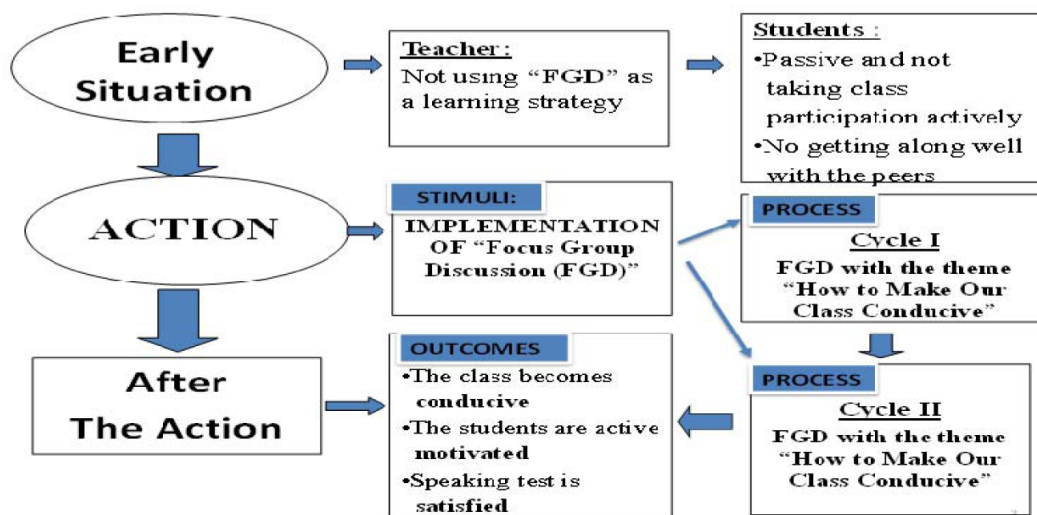 Early
Situation
Teacher:
Not using “FGD” as
a learning strategy
Students :
•Passive and not
taking class
participation actively
•No getting along well
with the peers
ACTION
STIMULI:
IMPLEMENTATION
OF “Focus Group
Discussion (FGD)”
PROCESS
Cycle I
FGD with the theme
“How to Make Our
Class Conducive”
After
The Action
OUTCOMES
•The class becomes
conducive
•The students are active
motivated
•Speaking test is
satisfied
PROCESS
Cycle II
FGD with the theme
“How to Make Our
Class Conducive”